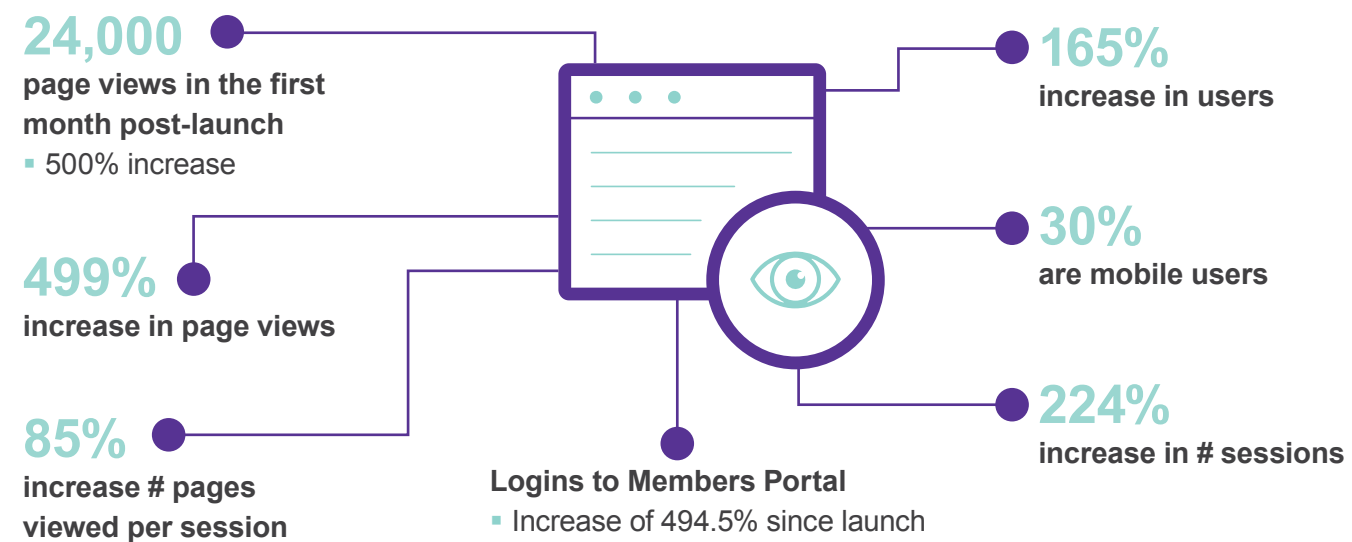 24,000
page views in the first
month post-launch
▪ 500% increase
499%
increase in page views
85%
increase # pages
viewed per session
Logins to Members Portal
▪ Increase of 494.5% since launch
165%
increase in users
30%
are mobile users
224%
increase in # sessions